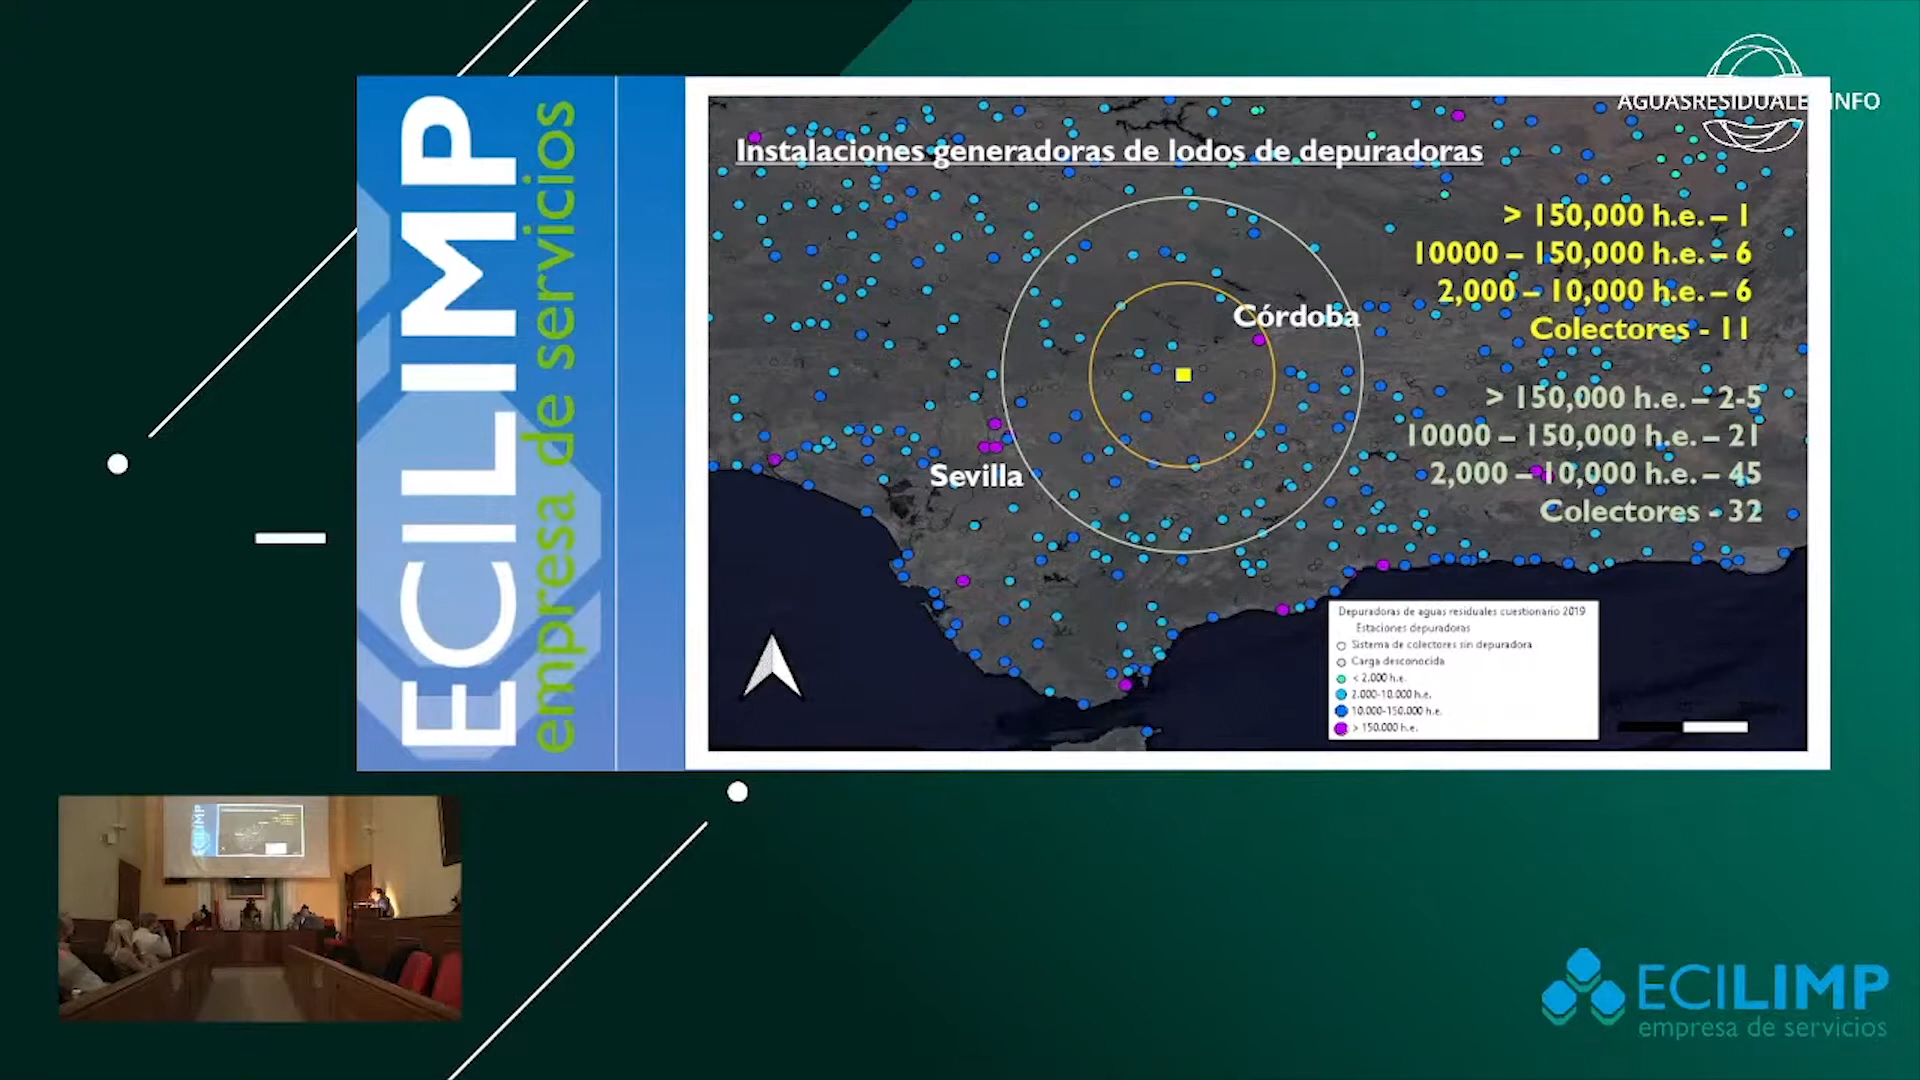 AGUASRESIDUALE INFO
ECILIMP
empresa de servicios
Instalaciones generadoras de lodos de depuradoras
> 150,000 h.e. – 1
10000 – 150,000 h.e. – 6
2,000 – 10,000 h.e. – 6
Colectores - 11
Córdoba
> 150,000 h.e. – 2-5
10000 – 150,000 h.e. – 21
2,000 – 10,000 h.e. – 45
Colectores - 32
Sevilla
Depuradoras de aguas residuales cuestionario 2019
Estaciones depuradoras
Sistema de colectores sin depuradora
Carga desconocida
< 2.000 h.e.
2.000-10.000 h.e.
10.000-150.000 h.e.
> 150.000 h.e.
ECILIMP
empresa de servicios